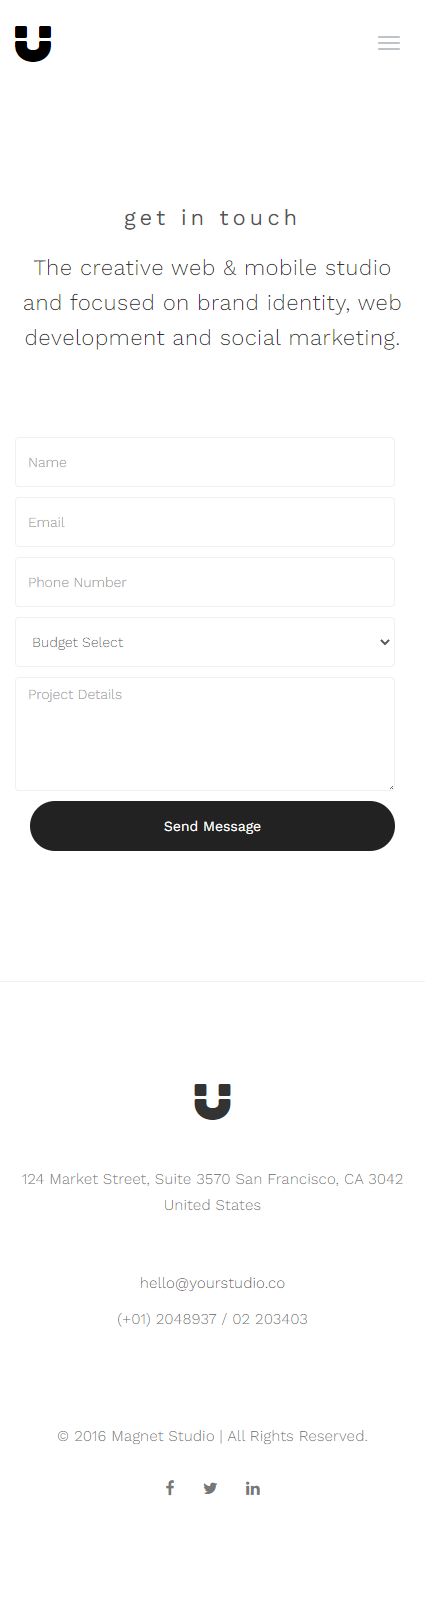 get in touch
The creative web & mobile studio
and focused on brand identity, web
development and social marketing.
Name
Email
Phone Number
Budget Select
Project Details
Send Message
124 Market Street, Suite 3570 San Francisco, CA 3042
United States
hello@yourstudio.co
(+01) 2048937 / 02 203403
© 2016 Magnet Studio | All Rights Reserved.